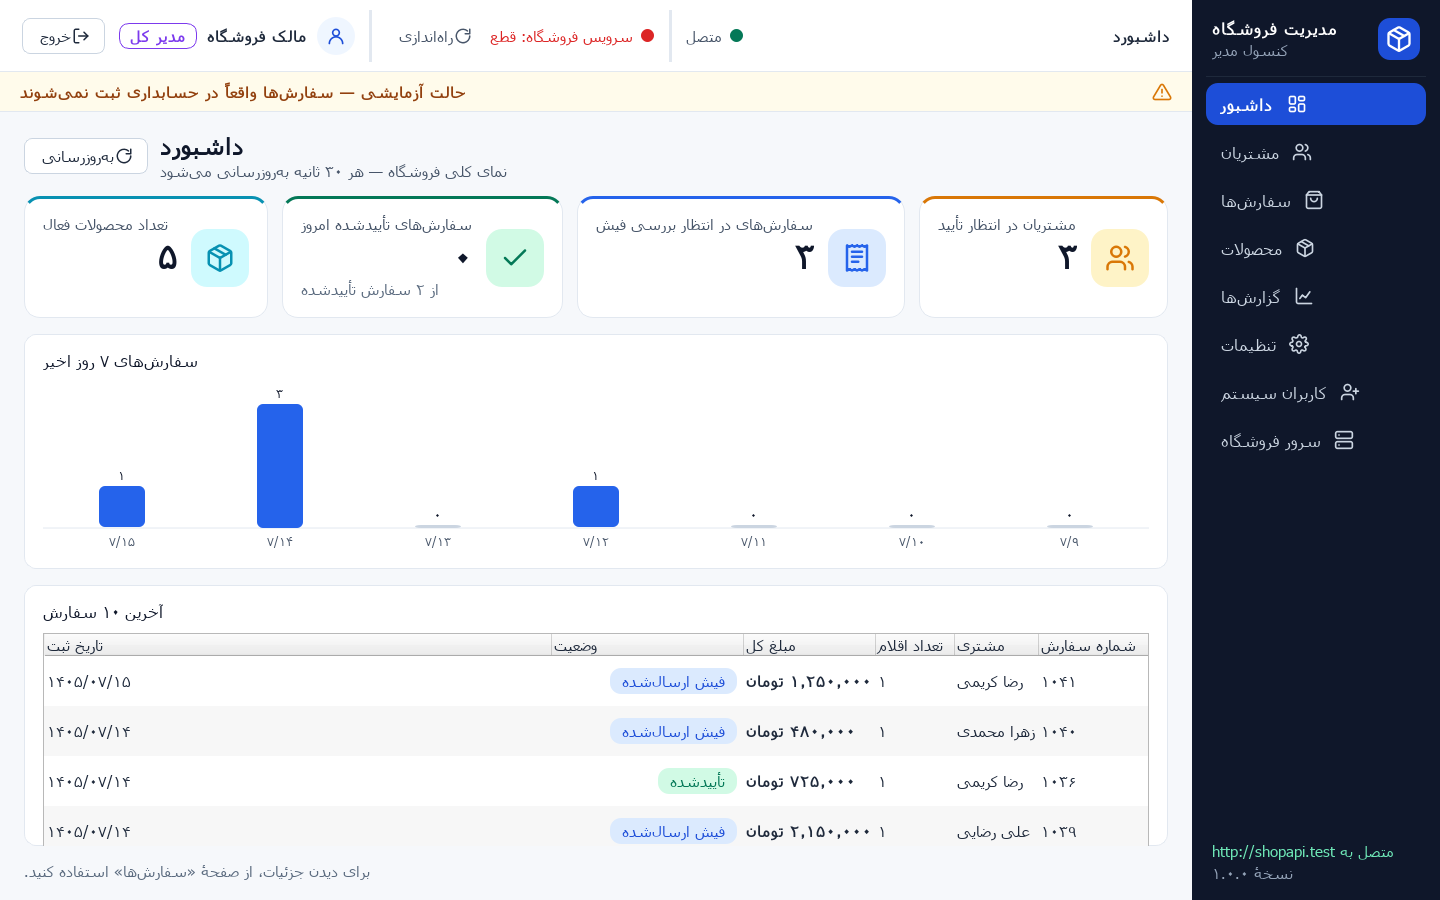 مدیریت فروشگاه
کنسول مدیر
داشبورد
مشتریان
سفارش‌ها
محصولات
گزارش‌ها
تنظیمات
کاربران سیستم
سرور فروشگاه
متصل به http://shopapi.test
نسخهٔ ۱.۰.۰
داشبورد
متصل
سرویس فروشگاه: قطع
راه‌اندازی
مالک فروشگاه
مدیر کل
خروج
حالت آزمایشی — سفارش‌ها واقعاً در حسابداری ثبت نمی‌شوند
داشبورد
نمای کلی فروشگاه — هر ۳۰ ثانیه به‌روزرسانی می‌شود
به‌روزرسانی
مشتریان در انتظار تأیید
۳
سفارش‌های در انتظار بررسی فیش
۳
سفارش‌های تأییدشده امروز
۰
از ۲ سفارش تأییدشده
تعداد محصولات فعال
۵
سفارش‌های ۷ روز اخیر
۰ ۰ ۰ ۱ ۰ ۳ ۱
۷/۹ ۷/۱۰ ۷/۱۱ ۷/۱۲ ۷/۱۳ ۷/۱۴ ۷/۱۵
آخرین ۱۰ سفارش
شماره سفارش مشتری تعداد اقلام مبلغ کل وضعیت تاریخ ثبت
۱۰۴۱ رضا کریمی ۱ ۱,۲۵۰,۰۰۰ تومان فیش ارسال‌شده ۱۴۰۵/۰۷/۱۵
۱۰۴۰ زهرا محمدی ۱ ۴۸۰,۰۰۰ تومان فیش ارسال‌شده ۱۴۰۵/۰۷/۱۴
۱۰۳۶ رضا کریمی ۱ ۷۲۵,۰۰۰ تومان تأییدشده ۱۴۰۵/۰۷/۱۴
۱۰۳۹ علی رضایی ۱ ۲,۱۵۰,۰۰۰ تومان فیش ارسال‌شده ۱۴۰۵/۰۷/۱۴
برای دیدن جزئیات، از صفحهٔ «سفارش‌ها» استفاده کنید.